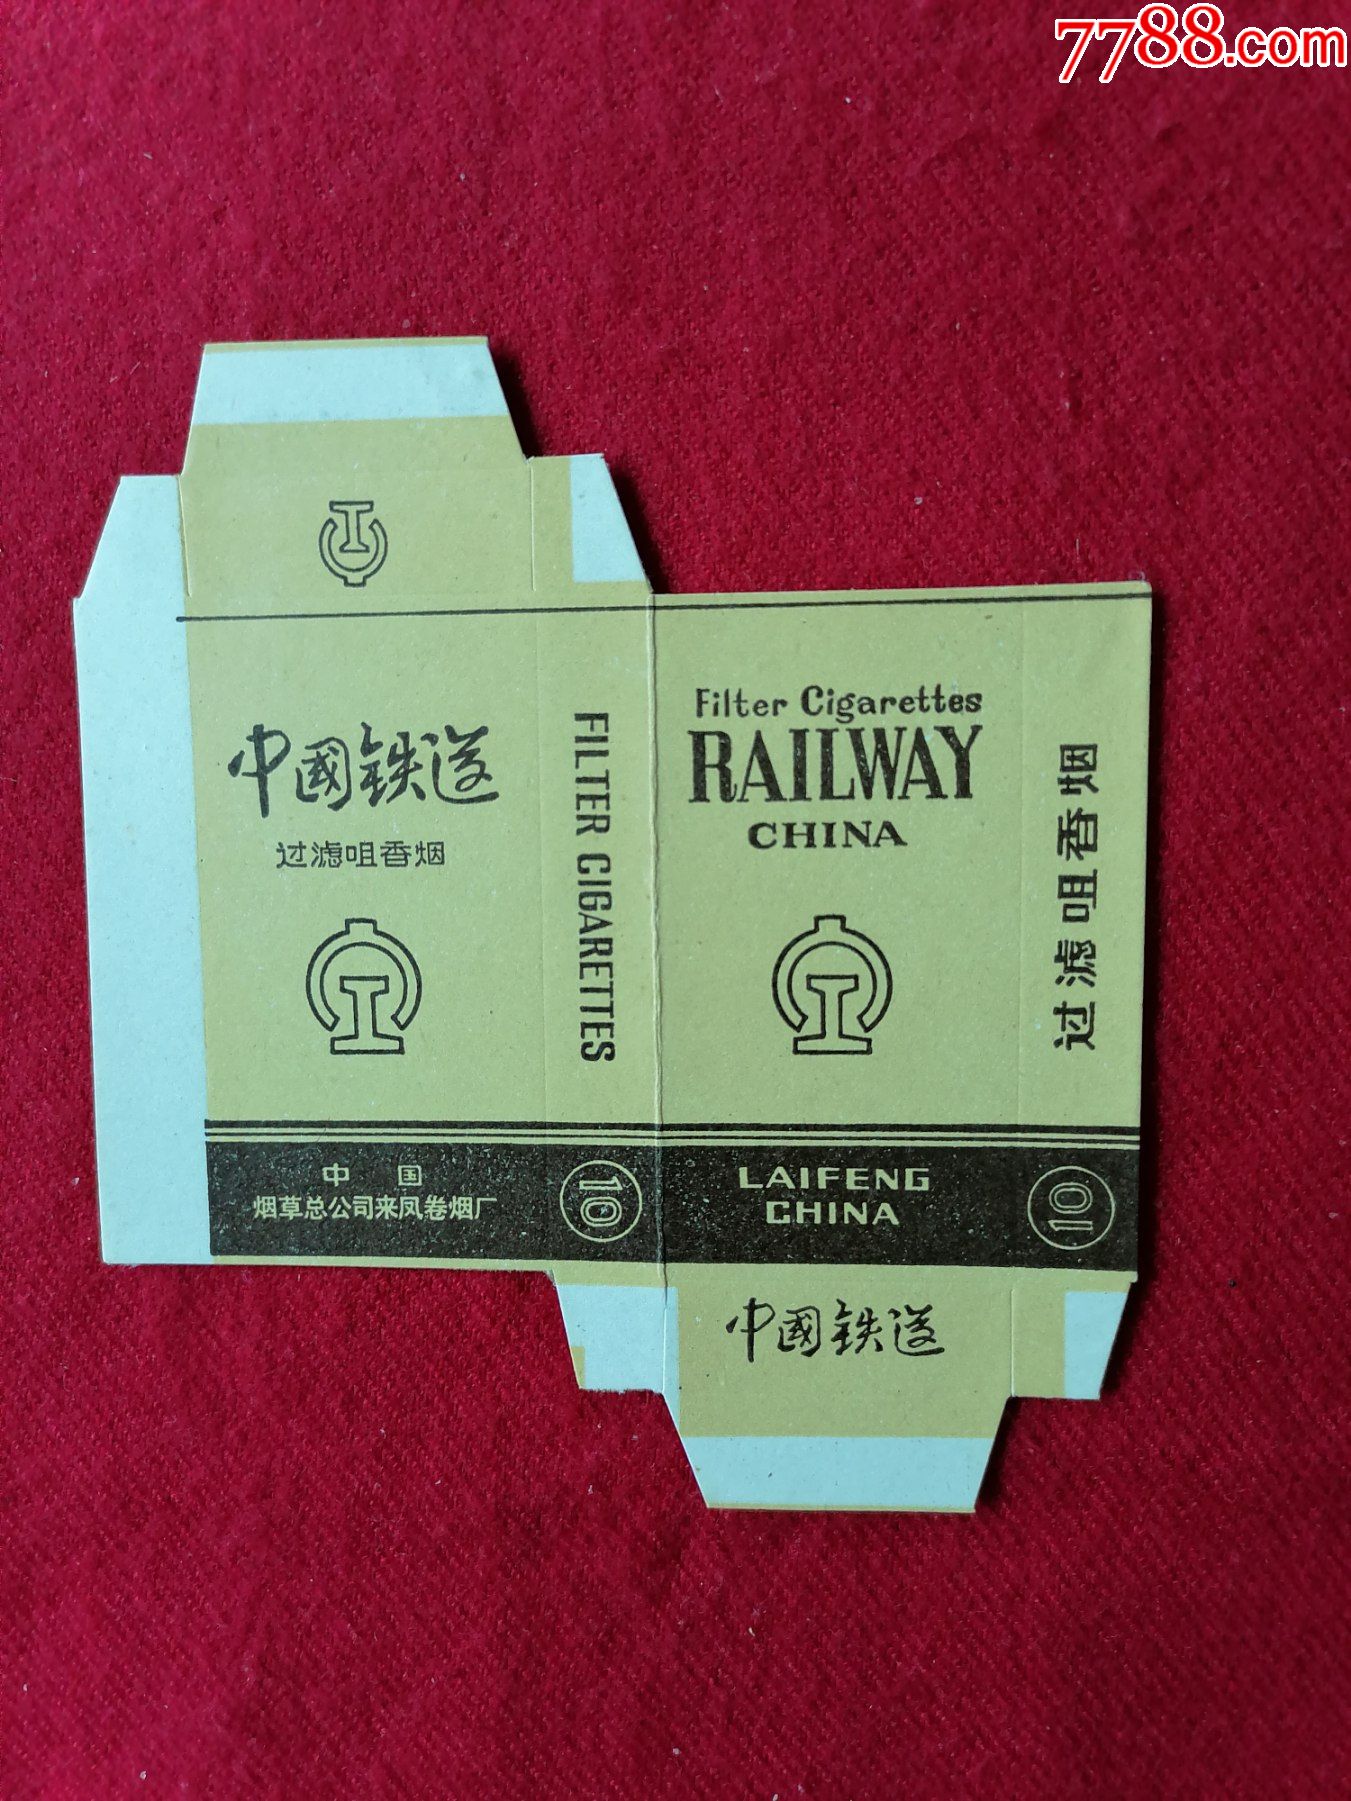 7788.com
中國铁道
过滤咀香烟
FILTER CIGARETTES
Filter Cigarettes
RAILWAY
CHINA
过滤咀香烟
中国
烟草总公司来凤卷烟厂
10
LAIFENG
CHINA
10
中國铁道